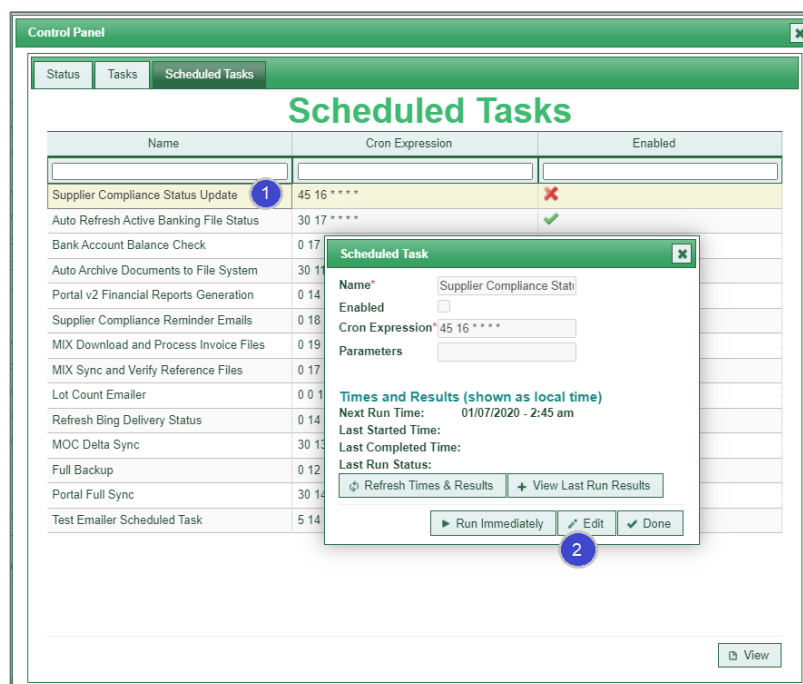 Control Panel
Status Tasks Scheduled Tasks
Scheduled Tasks
Name Cron Expression Enabled
Supplier Compliance Status Update 1 45 16 * * * *
Auto Refresh Active Banking File Status 30 17 * * * *
Bank Account Balance Check 0 17
Auto Archive Documents to File System 30 11
Portal v2 Financial Reports Generation 0 14
Supplier Compliance Reminder Emails 0 18
MIX Download and Process Invoice Files 0 19
MIX Sync and Verify Reference Files 0 17
Lot Count Emailer 0 0 1
Refresh Bing Delivery Status 0 14
MOC Delta Sync 30 13
Full Backup 0 12
Portal Full Sync 30 14
Test Emailer Scheduled Task 5 14
Scheduled Task
Name* Supplier Compliance Statu
Enabled
Cron Expression* 45 16 * * * *
Parameters
Times and Results (shown as local time)
Next Run Time: 01/07/2020 - 2:45 am
Last Started Time:
Last Completed Time:
Last Run Status:
Refresh Times & Results + View Last Run Results
Run Immediately Edit Done
2
View